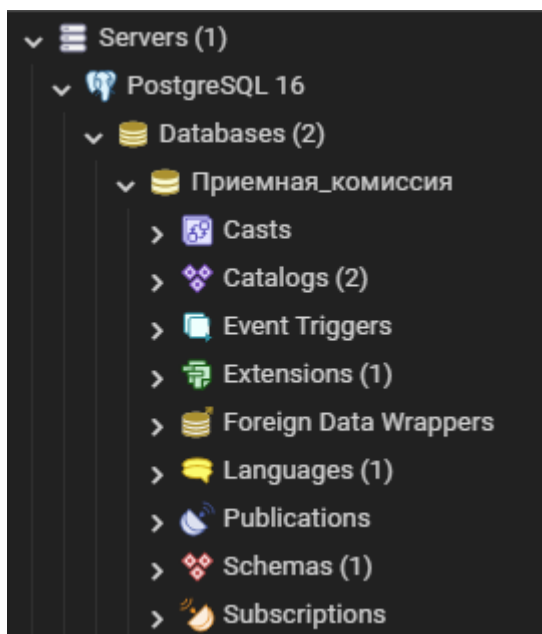 Servers (1)
PostgreSQL 16
Databases (2)
Приемная_комиссия
Casts
Catalogs (2)
Event Triggers
Extensions (1)
Foreign Data Wrappers
Languages (1)
Publications
Schemas (1)
Subscriptions